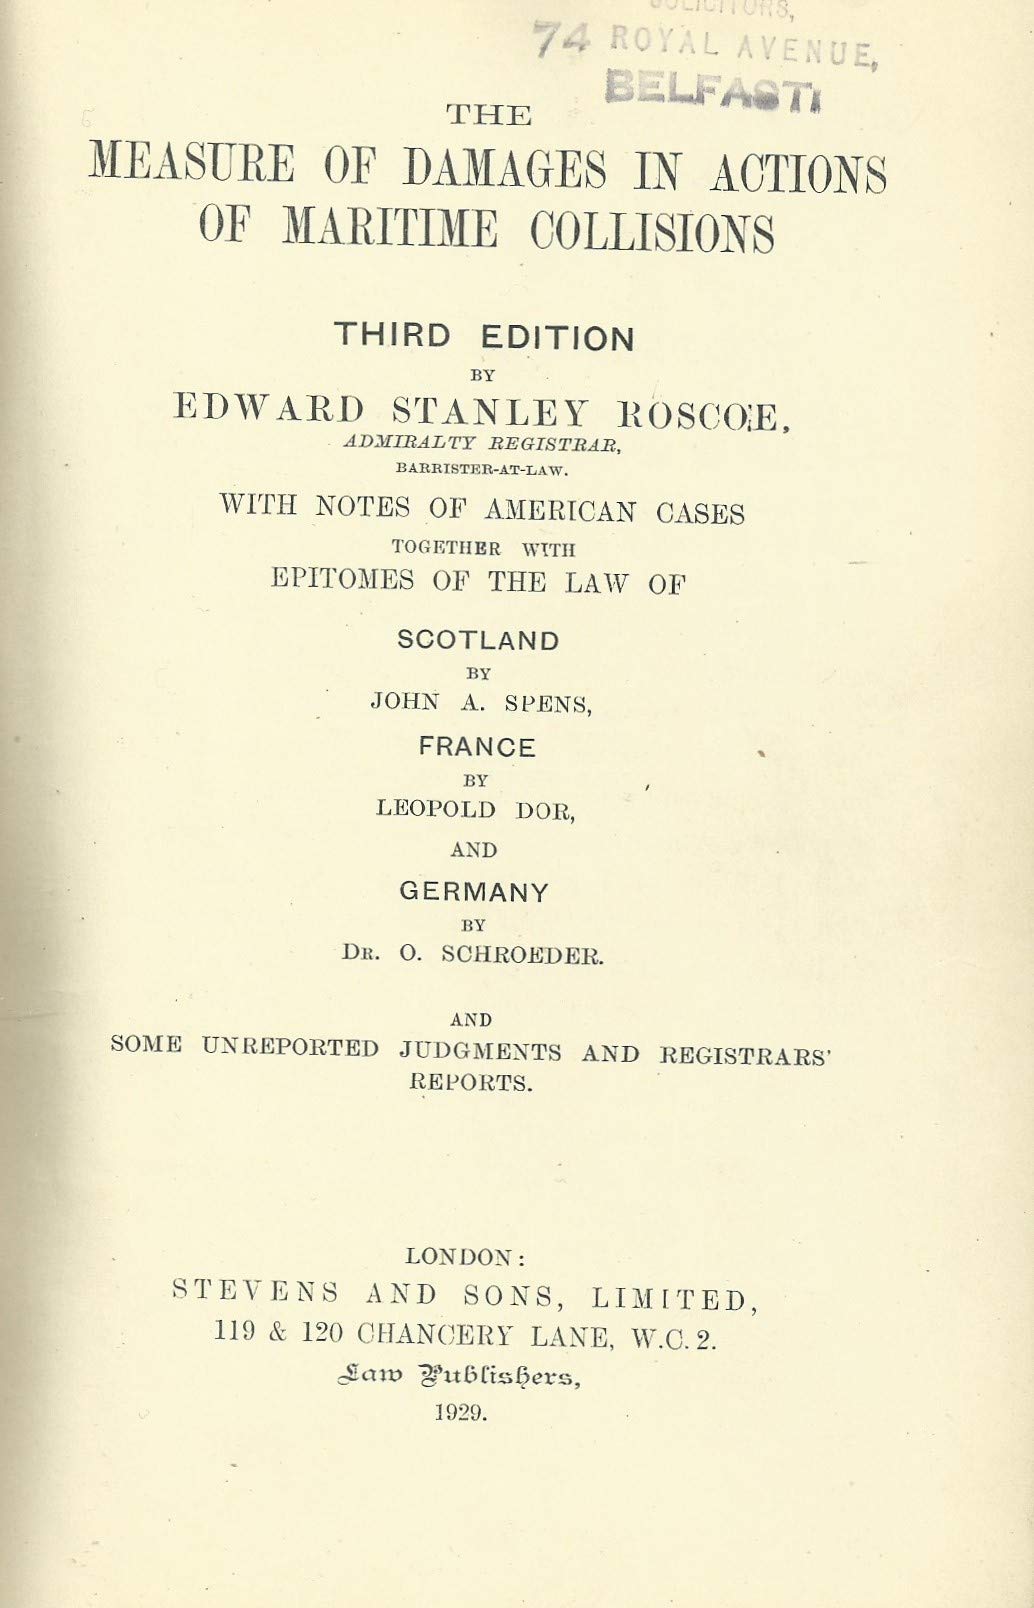 SOLICITORS,
74 ROYAL AVENUE,
BELFAST
THE
MEASURE OF DAMAGES IN ACTIONS
OF MARITIME COLLISIONS
THIRD EDITION
BY
EDWARD STANLEY ROSCOE,
ADMIRALTY REGISTRAR,
BARRISTER-AT-LAW.
WITH NOTES OF AMERICAN CASES
TOGETHER WITH
EPITOMES OF THE LAW OF
SCOTLAND
BY
JOHN A. SPENS,
FRANCE
BY
LEOPOLD DOR,
AND
GERMANY
BY
DR. O. SCHROEDER.
AND
SOME UNREPORTED JUDGMENTS AND REGISTRARS'
REPORTS.
LONDON:
STEVENS AND SONS, LIMITED,
119 & 120 CHANCERY LANE, W.C. 2.
Law Publishers,
1929.